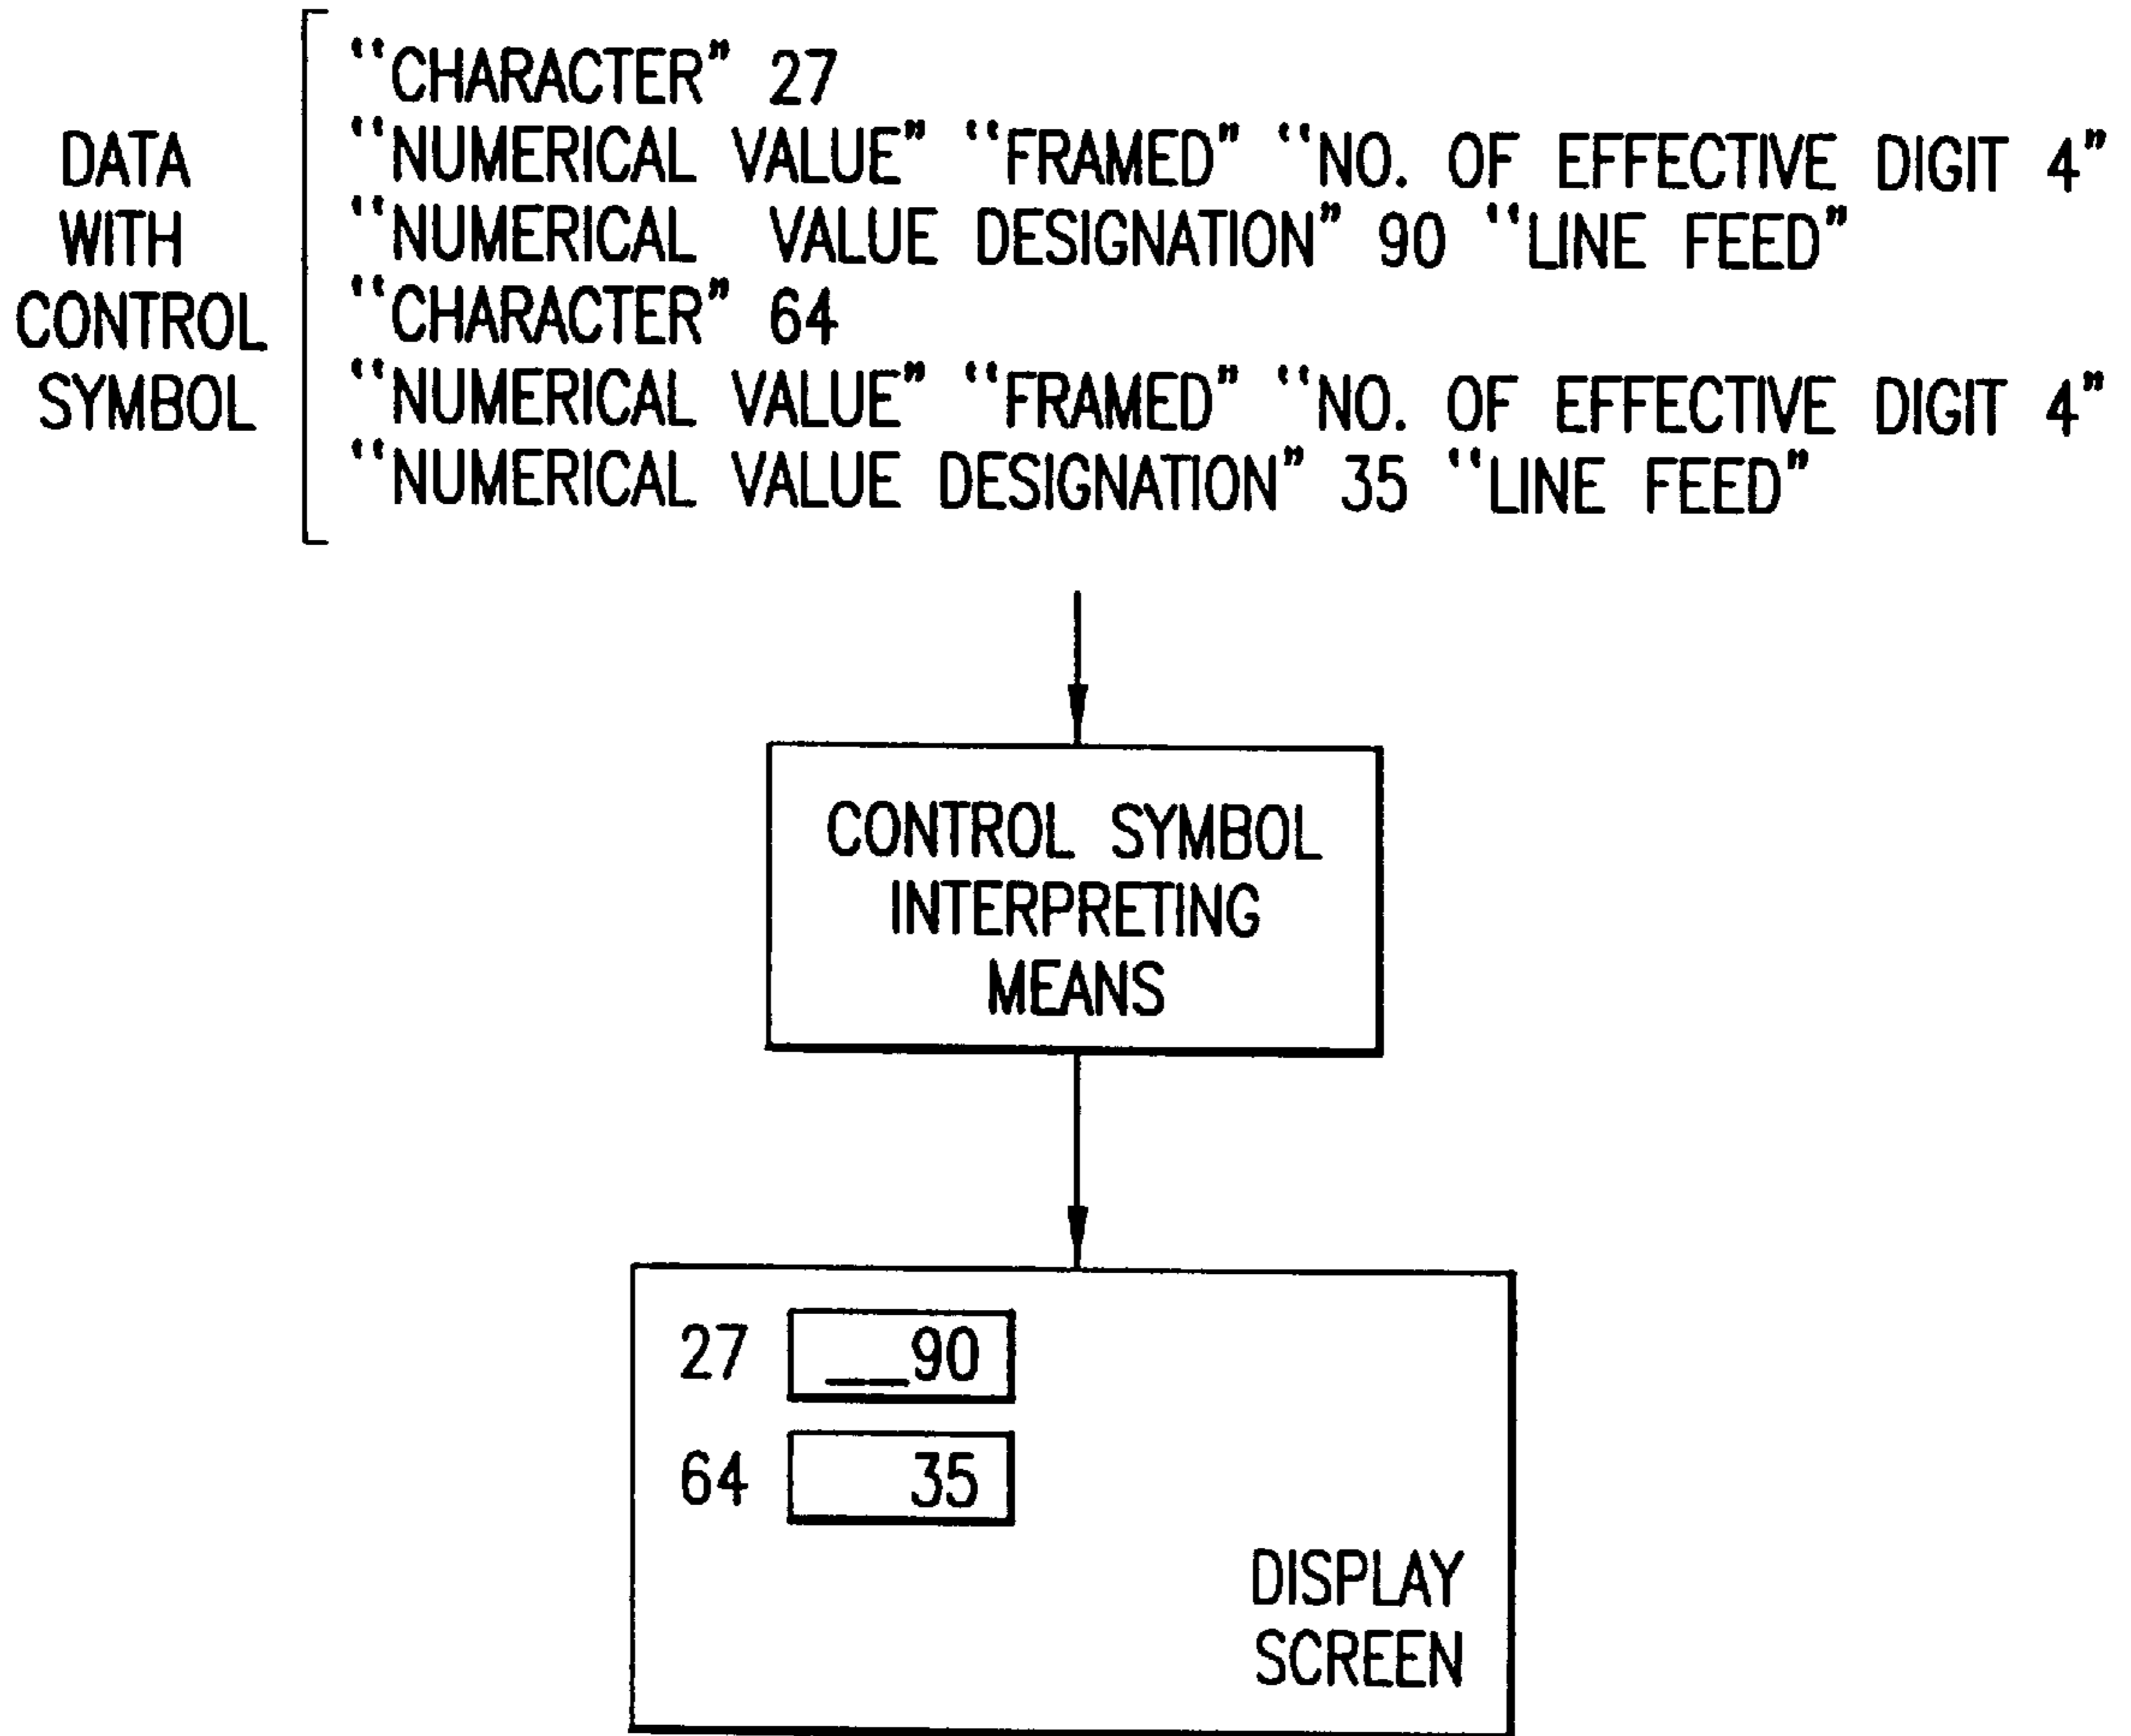 DATA
WITH
CONTROL
SYMBOL
“CHARACTER” 27
“NUMERICAL VALUE” “FRAMED” “NO. OF EFFECTIVE DIGIT 4”
“NUMERICAL VALUE DESIGNATION” 90 “LINE FEED”
“CHARACTER” 64
“NUMERICAL VALUE” “FRAMED” “NO. OF EFFECTIVE DIGIT 4”
“NUMERICAL VALUE DESIGNATION” 35 “LINE FEED”
CONTROL SYMBOL
INTERPRETING
MEANS
27 __90
64 35
DISPLAY
SCREEN